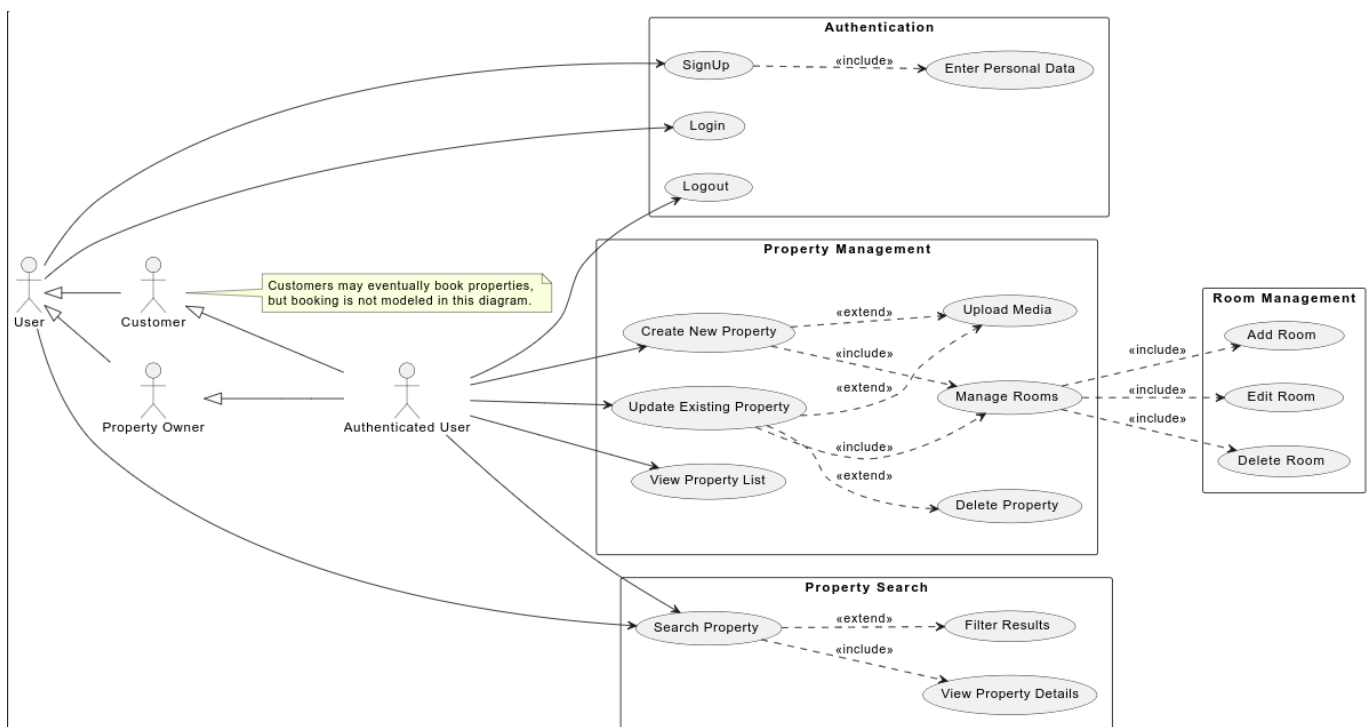 Authentication
SignUp
«include»
Enter Personal Data
Login
Logout
User
Customer
Customers may eventually book properties,
but booking is not modeled in this diagram.
Property Owner
Authenticated User
Property Management
Create New Property
«extend»
Upload Media
«include»
«extend»
Update Existing Property
Manage Rooms
«include»
«extend»
View Property List
Delete Property
Room Management
«include»
Add Room
«include»
Edit Room
«include»
Delete Room
Property Search
Search Property
«extend»
Filter Results
«include»
View Property Details